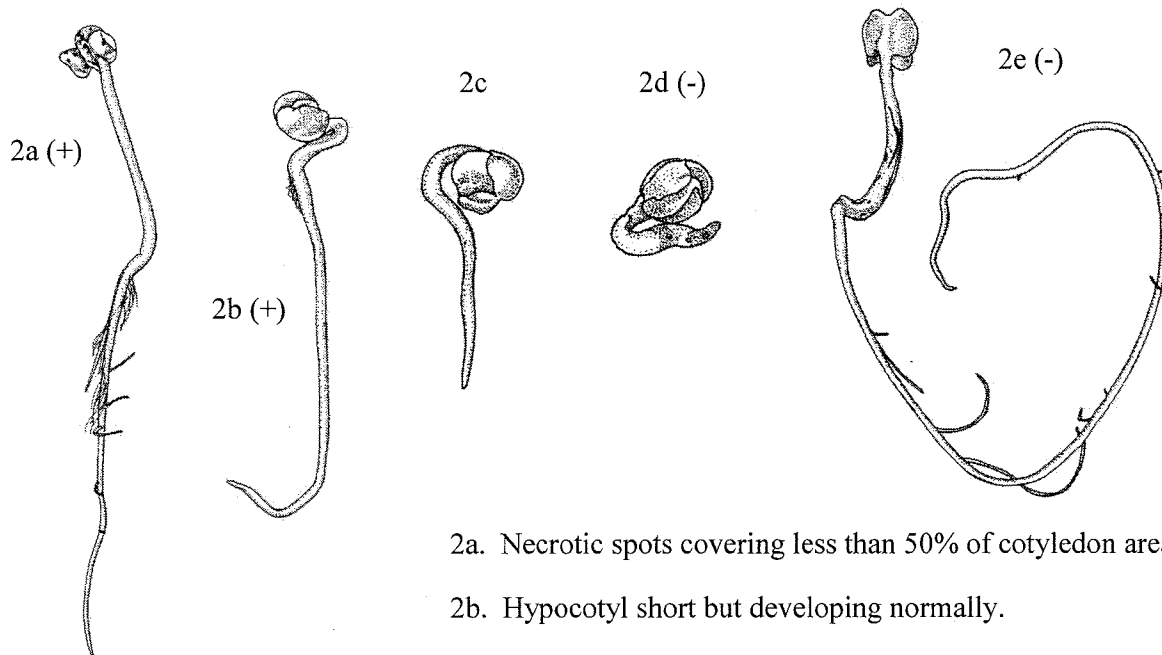 2c
2d (-)
2e (-)
2a (+)
2b (+)
2a. Necrotic spots covering less than 50% of cotyledon
2b. Hypocotyl short but developing normally.